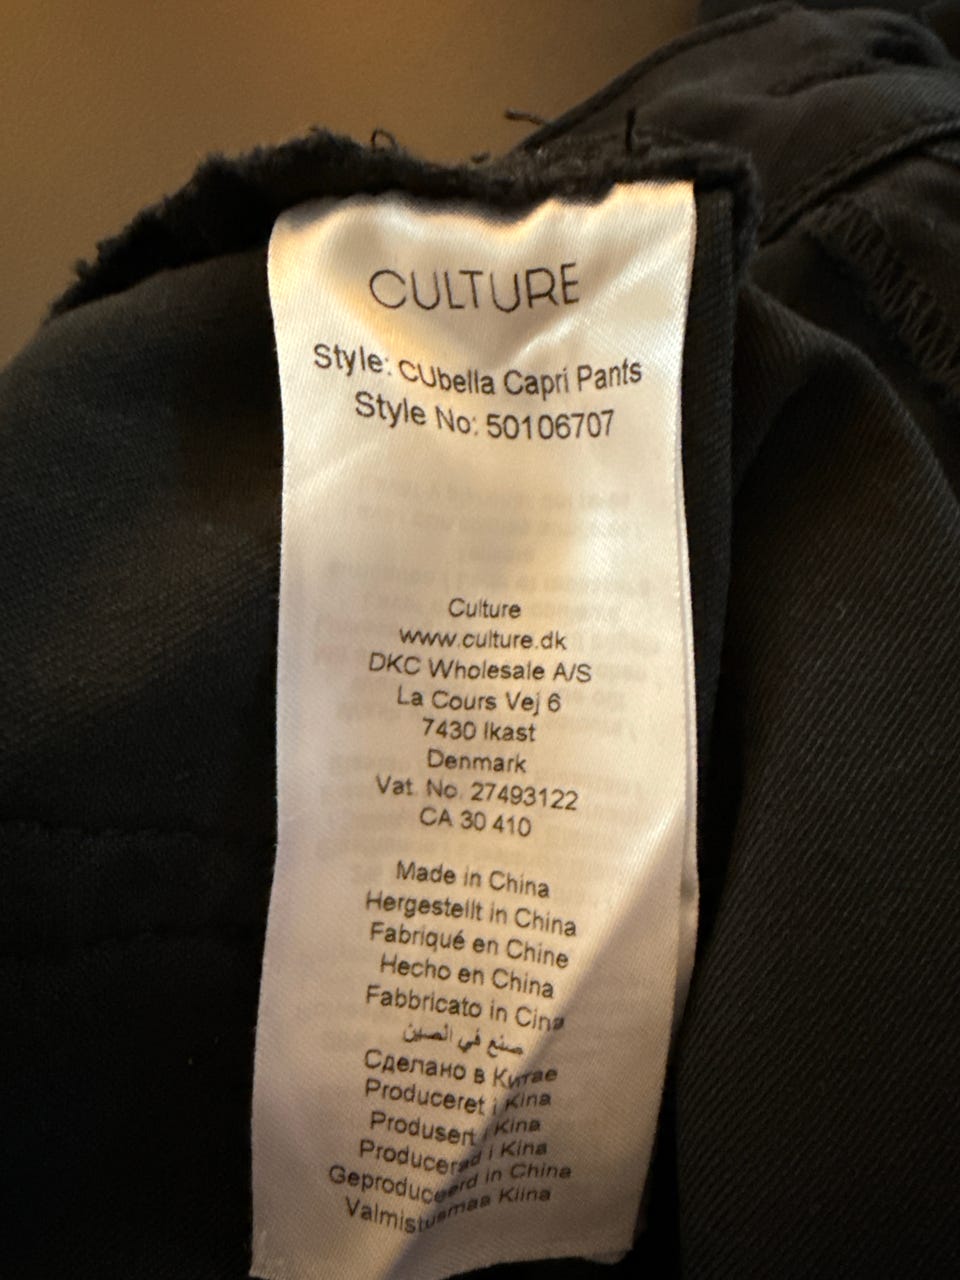 CULTURE
Style: CUbella Capri Pants
Style No: 50106707
Culture
www.culture.dk
DKC Wholesale A/S
La Cours Vej 6
7430 Ikast
Denmark
Vat. No. 27493122
CA 30 410
Made in China
Hergestellt in China
Fabriqué en Chine
Hecho en China
Fabbricato in Cina
صنع في الصين
Сделано в Китае
Produceret i Kina
Produsert i Kina
Producerad i Kina
Geproduceerd in China
Valmistusmaa Kiina